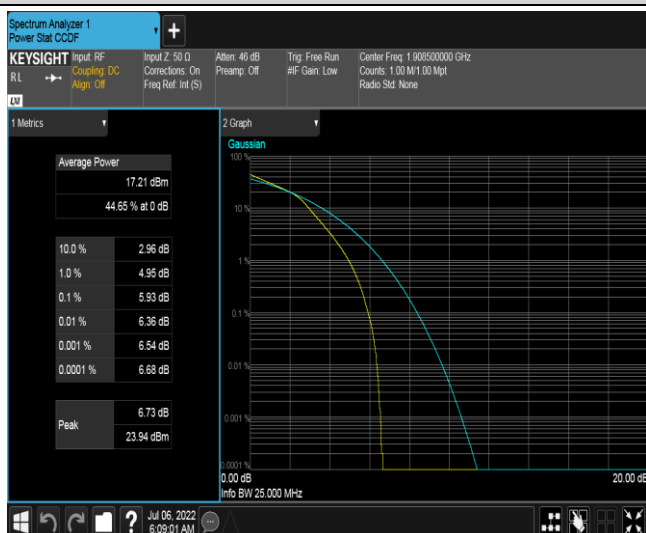 Spectrum Analyzer 1
Power Stat CCDF
+
KEYSIGHT
R L
LXI
Input: RF
Coupling: DC
Align: Off
Input Z: 50 Ω
Corrections: On
Freq Ref: Int (S)
Atten: 46 dB
Preamp: Off
Trig: Free Run
#IF Gain: Low
Center Freq: 1.908500000 GHz
Counts: 1.00 M/1.00 Mpt
Radio Std: None
1 Metrics
Average Power
17.21 dBm
44.65 % at 0 dB
10.0 % 2.96 dB
1.0 % 4.95 dB
0.1 % 5.93 dB
0.01 % 6.36 dB
0.001 % 6.54 dB
0.0001 % 6.68 dB
Peak
6.73 dB
23.94 dBm
2 Graph
Gaussian
100 %
10 %
1 %
0.1 %
0.01 %
0.001 %
0.0001 %
0.00 dB 20.00 dB
Info BW 25.000 MHz
? Jul 06, 2022
6:09:01 AM